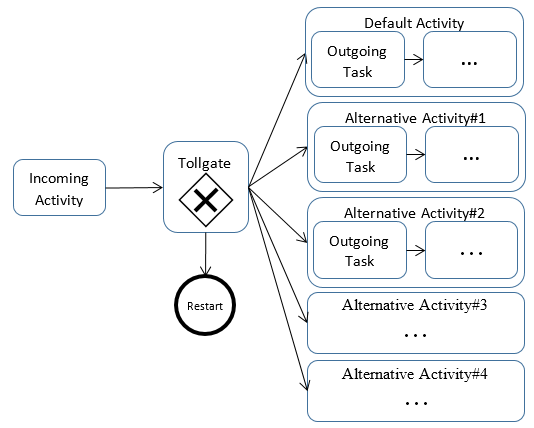 Default Activity
Outgoing
Task
...
Alternative Activity#1
Outgoing
Task
...
Incoming
Activity
Tollgate
Restart
Alternative Activity#2
Outgoing
Task
...
Alternative Activity#3
...
Alternative Activity#4
...